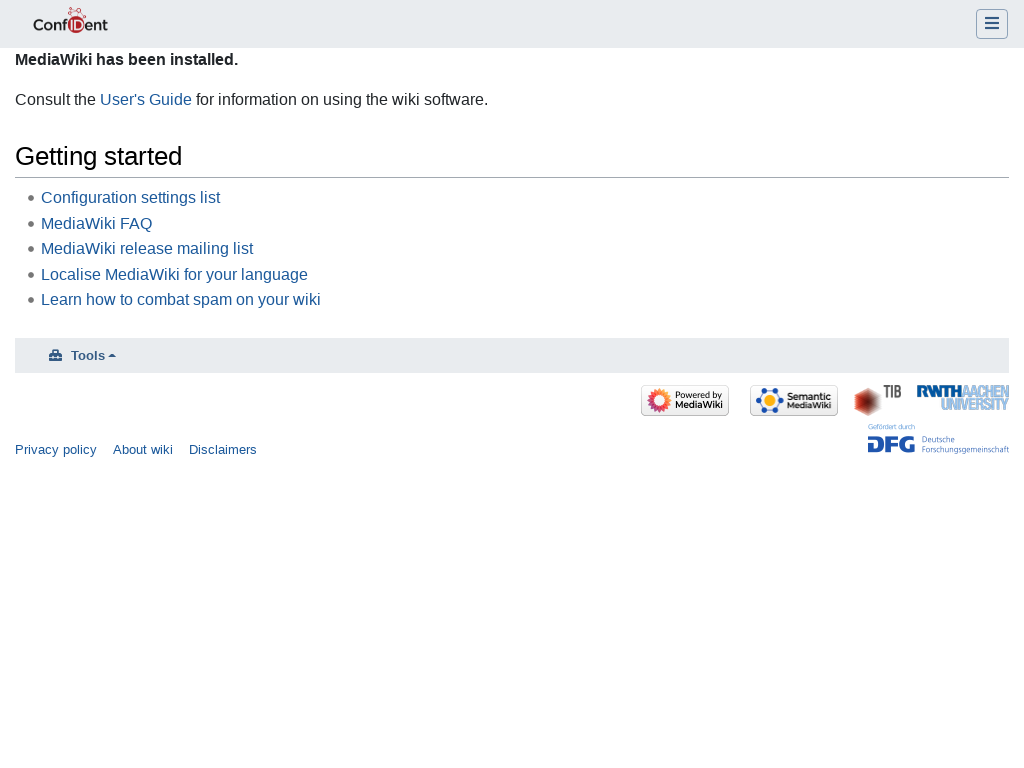 ConfIDent
MediaWiki has been installed.
Consult the User's Guide for information on using the wiki software.
Getting started
Configuration settings list
MediaWiki FAQ
MediaWiki release mailing list
Localise MediaWiki for your language
Learn how to combat spam on your wiki
Tools
Powered by
MediaWiki
Semantic
MediaWiki
TIB
RWTHAACHEN
UNIVERSITY
Privacy policy
About wiki
Disclaimers
Gefördert durch
DFG
Deutsche
Forschungsgemeinschaft